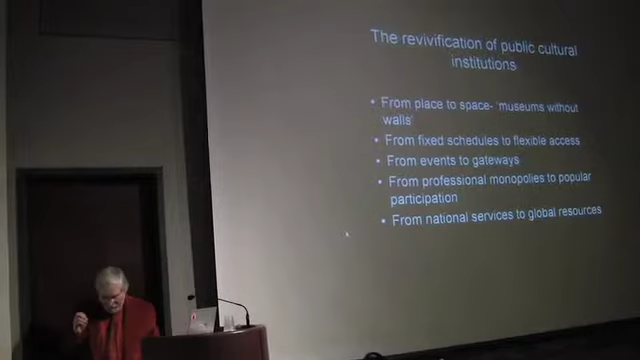 The revivification of public cultural
institutions
• From place to space- 'museums without
walls'
• From fixed schedules to flexible access
• From events to gateways
• From professional monopolies to popular
participation
• From national services to global resources